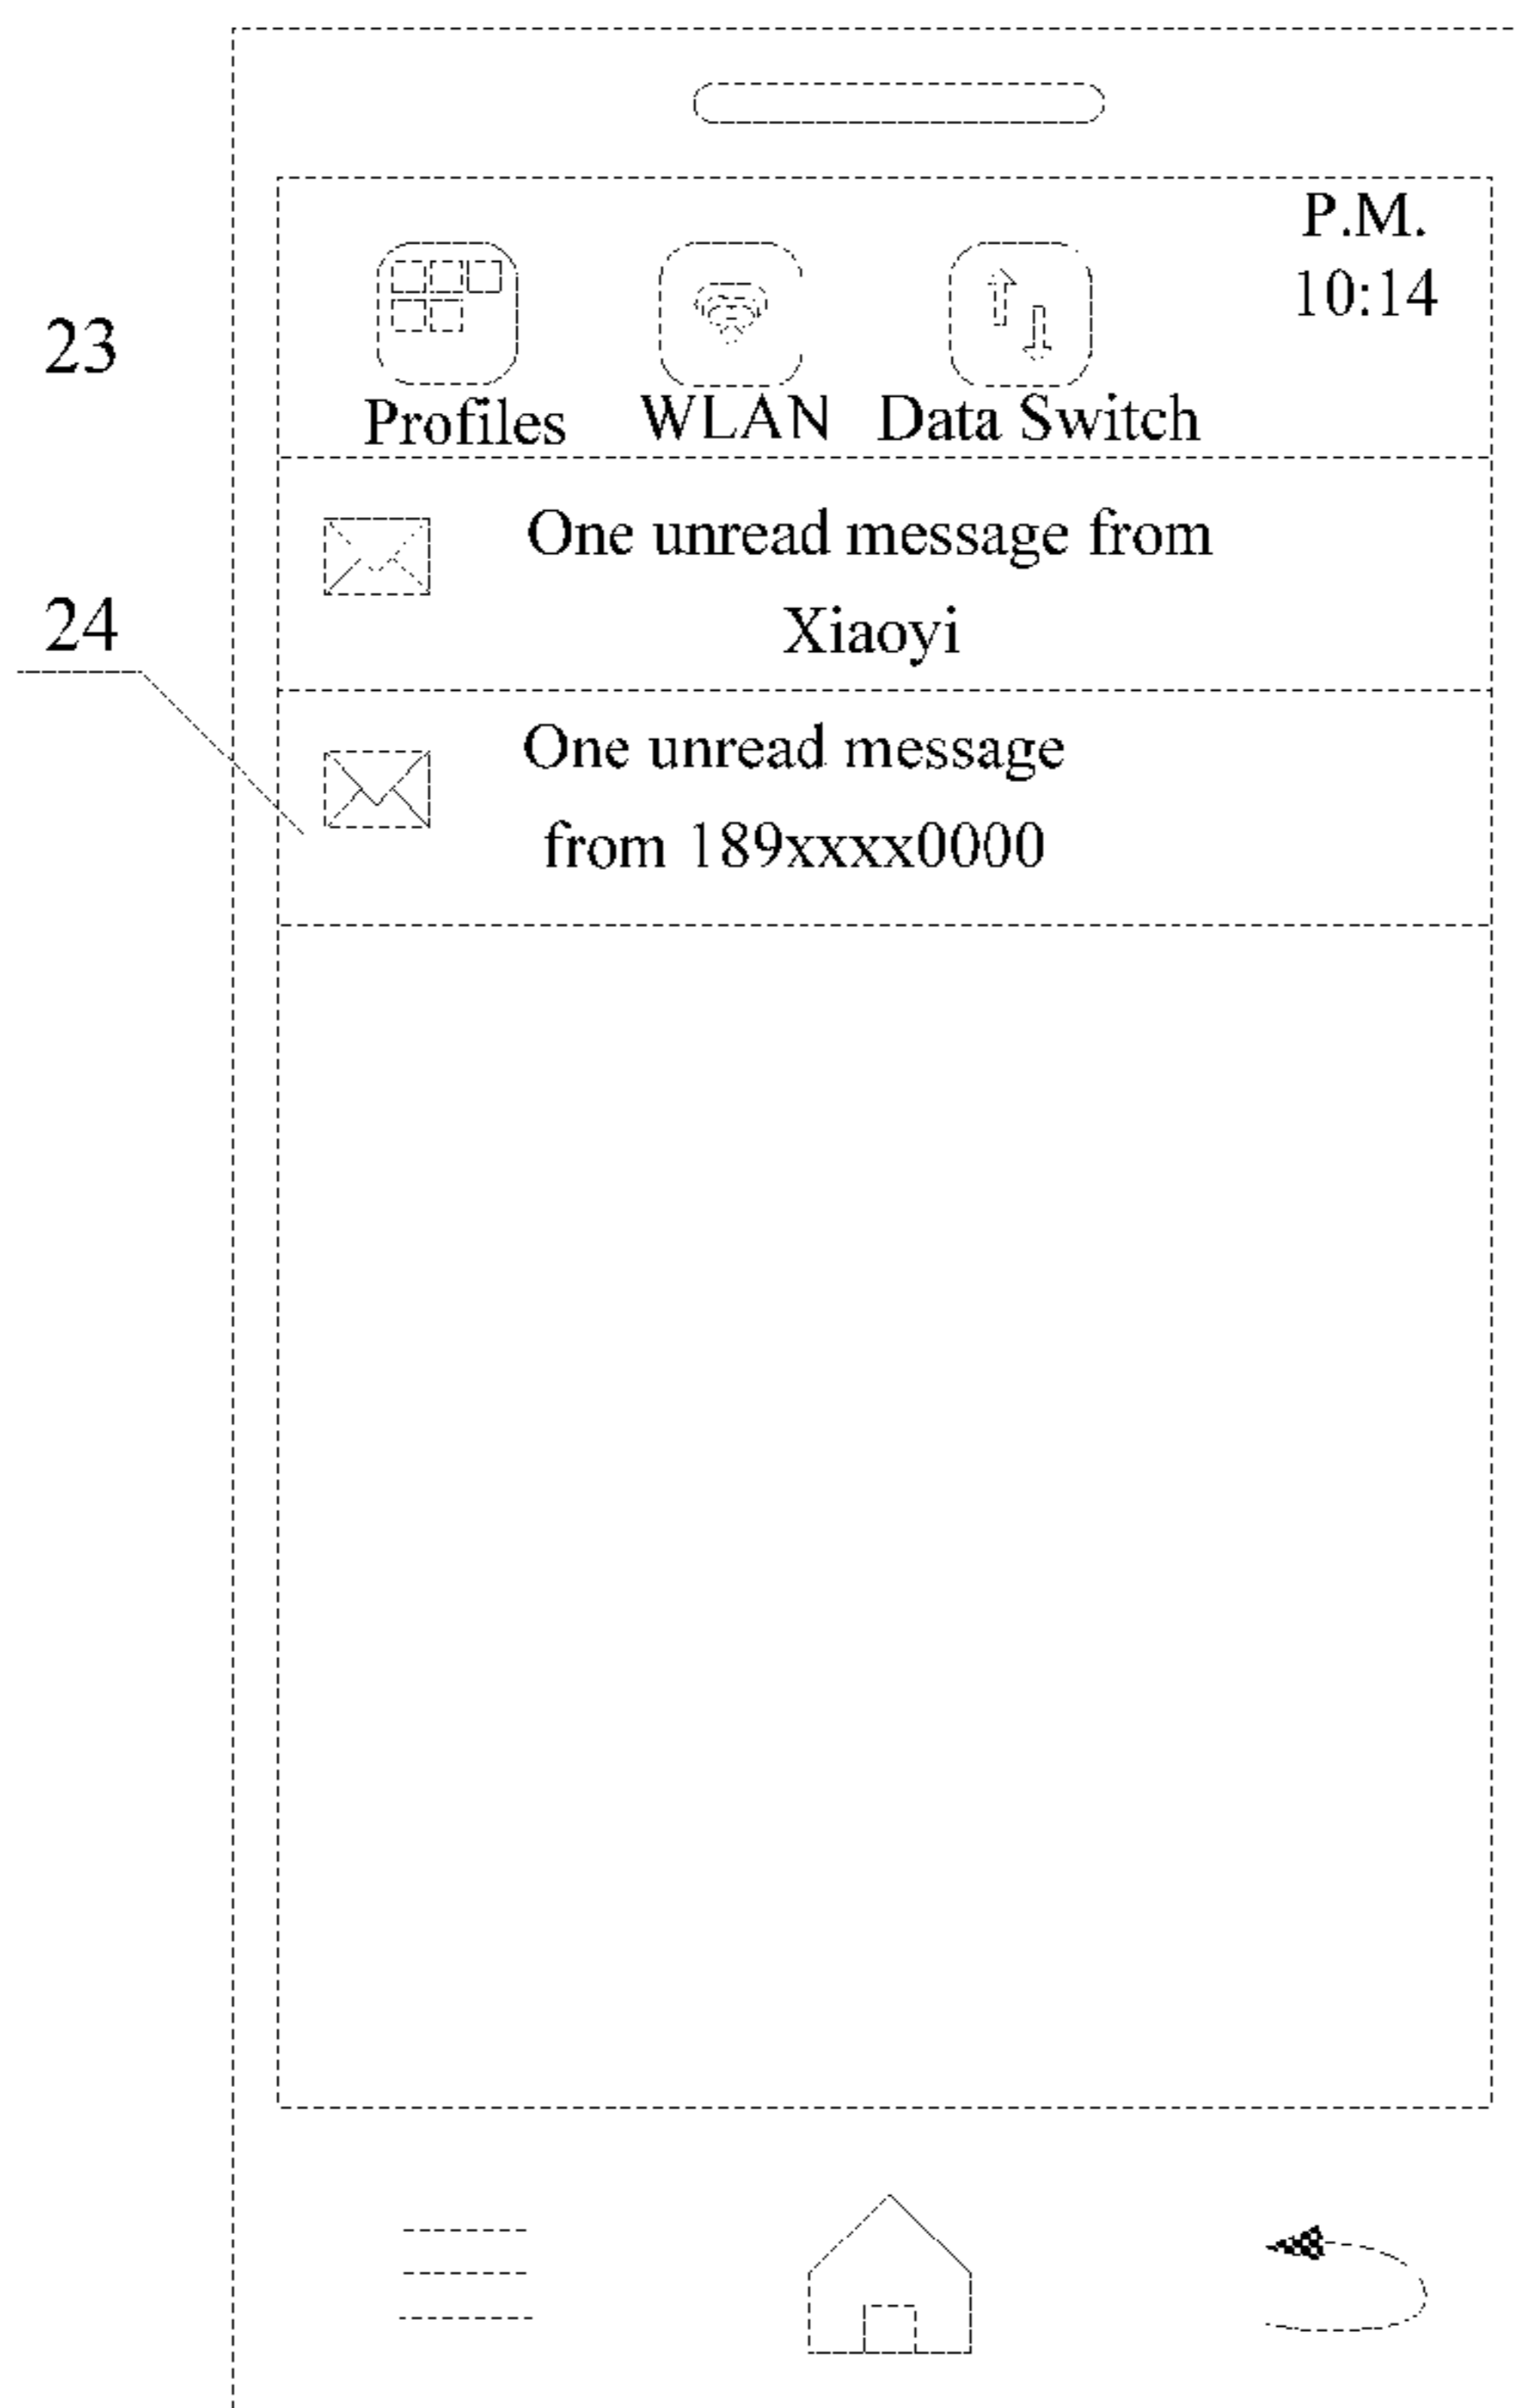 P.M.
10:14
23
Profiles WLAN Data Switch
One unread message from
Xiaoyi
24
One unread message
from 189xxxx0000